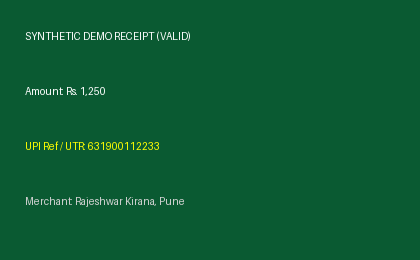 SYNTHETIC DEMO RECEIPT (VALID)
Amount: Rs. 1,250
UPI Ref / UTR: 631900112233
Merchant: Rajeshwar Kirana, Pune